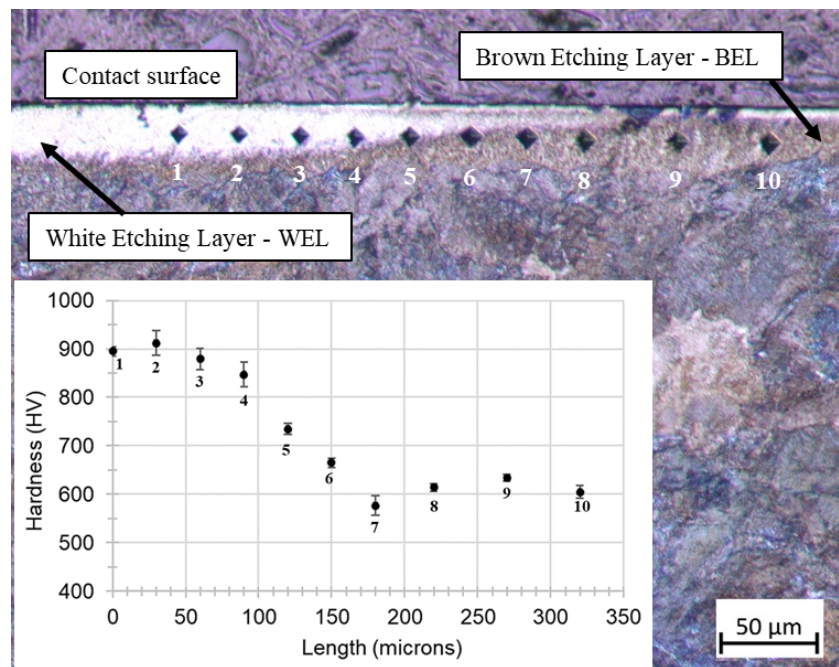 Contact surface
Brown Etching Layer - BEL
1 2 3 4 5 6 7 8 9 10
White Etching Layer - WEL
1000
900
800
700
600
500
400
Hardness (HV)
1
2
3
4
5
6
7
8
9
10
0 50 100 150 200 250 300 350
Length (microns)
50 µm